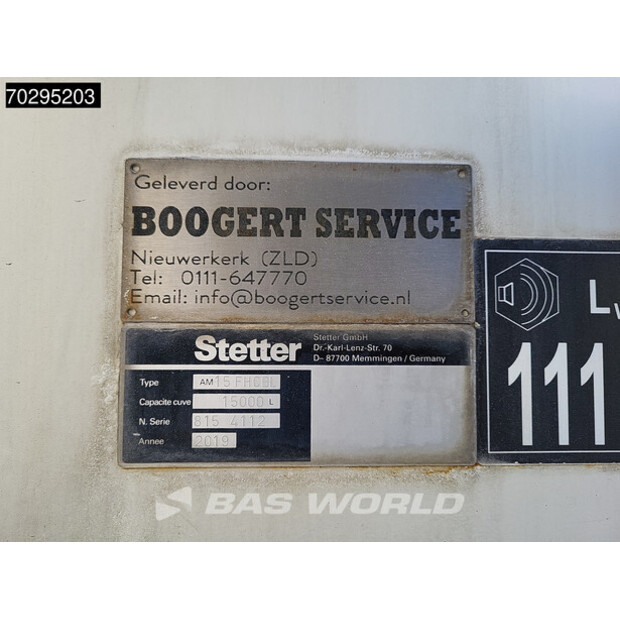 70295203
Geleverd door:
BOOGERT SERVICE
Nieuwerkerk (ZLD)
Tel: 0111-647770
Email: info@boogertservice.nl
Stetter
Stetter GmbH
Dr.-Karl-Lenz-Str. 70
D- 87700 Memmingen / Germany
Type AM 15 FHC BL
Capacite cuve 15000 L
N. Serie 815 4112
Annee 2019
L
111
BAS WORLD